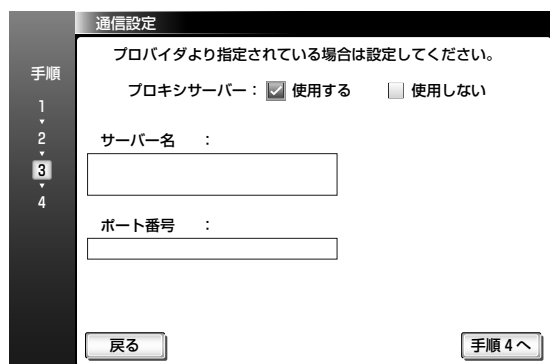 通信設定
プロバイダより指定されている場合は設定してください。
手順
1
2
3
4
プロキシサーバー： 使用する 使用しない
サーバー名 ：
ポート番号 ：
戻る
手順 4 へ